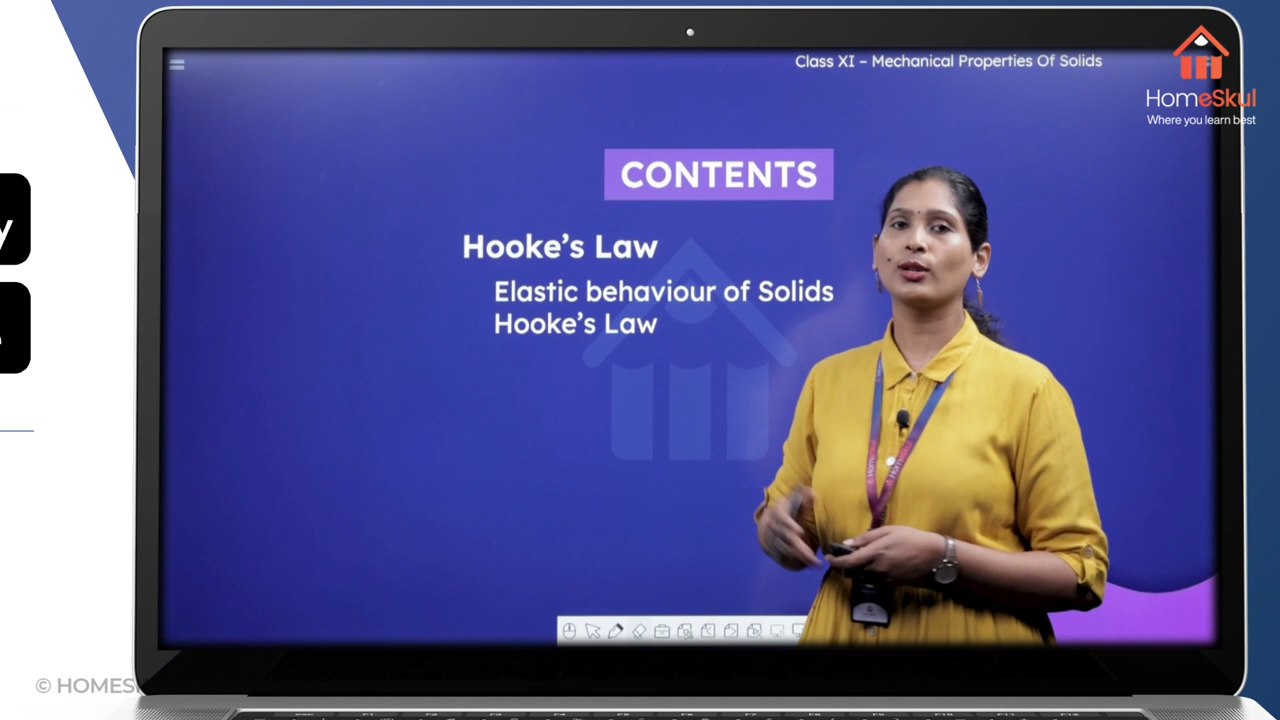 Class XI – Mechanical Properties Of Solids
HomeSkul
Where you learn best
CONTENTS
Hooke’s Law
Elastic behaviour of Solids
Hooke’s Law
y
© HOMES